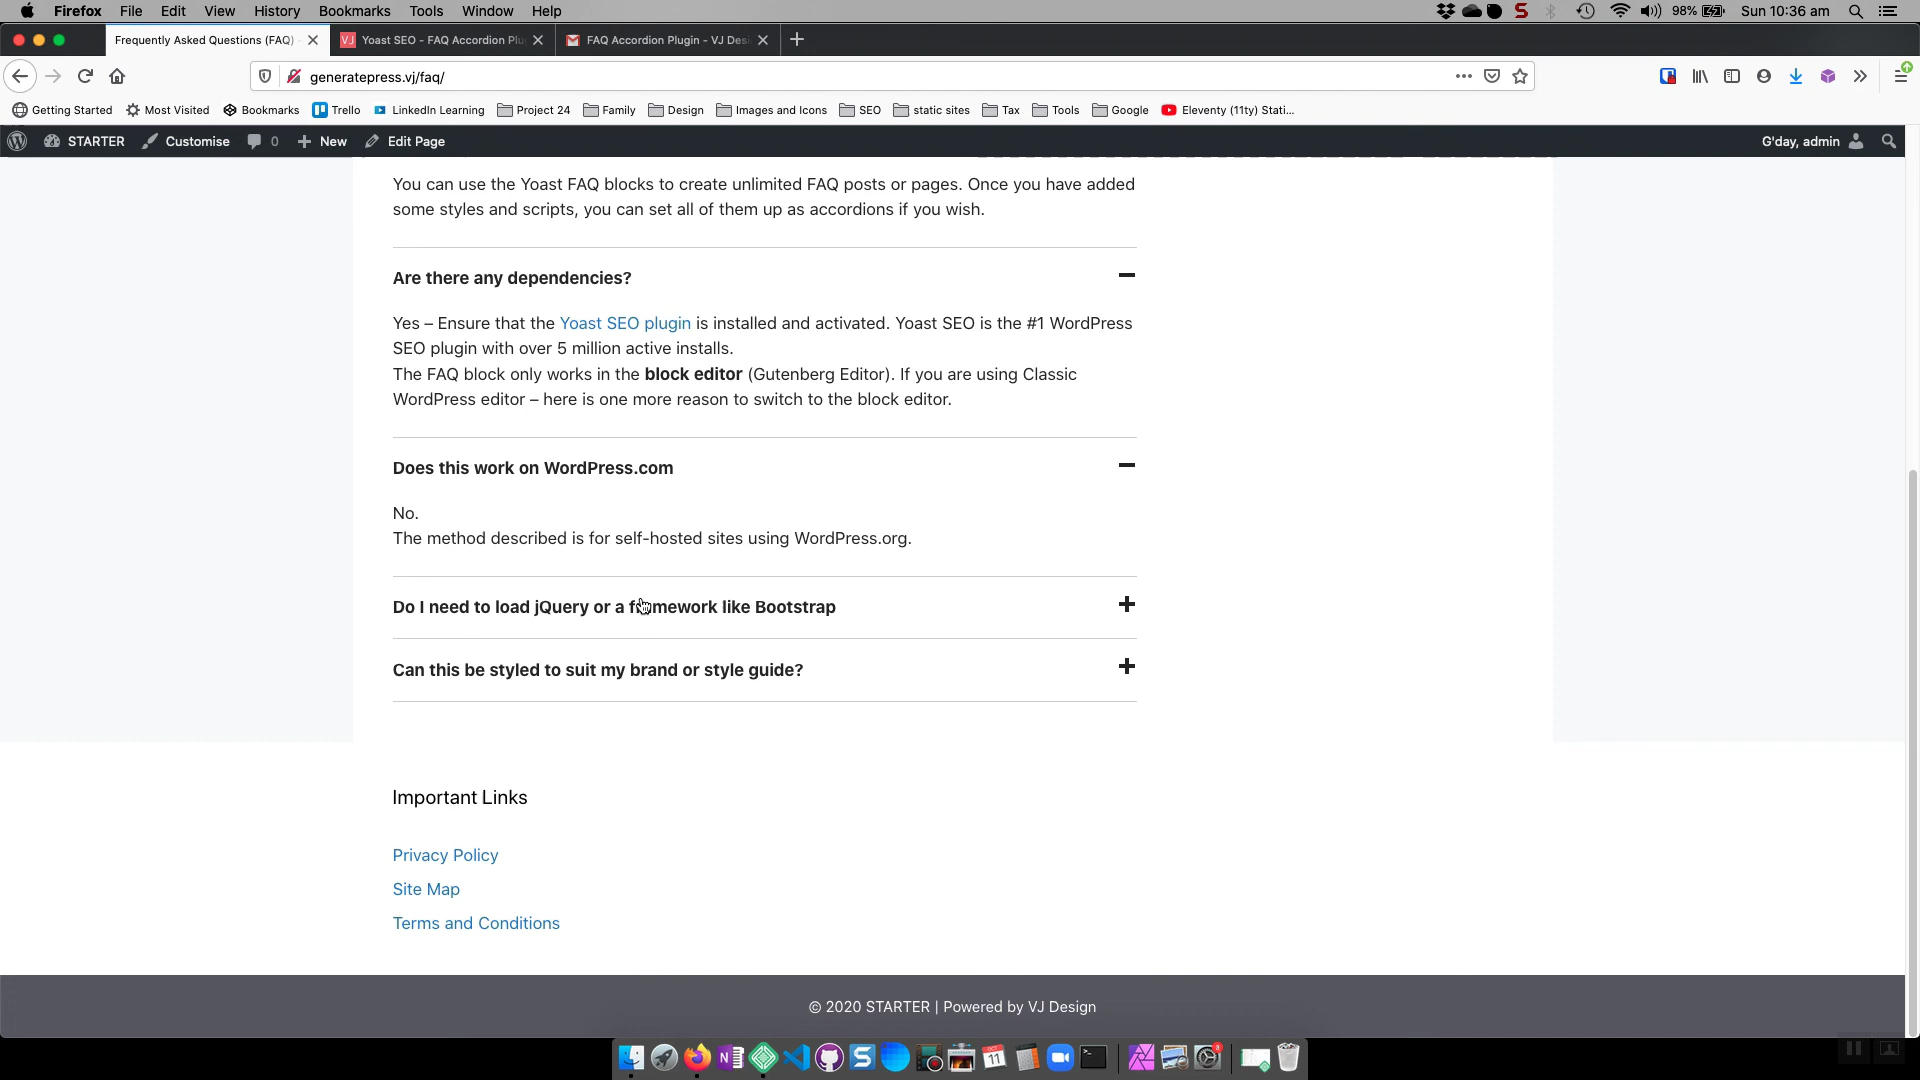 Firefox File Edit View History Bookmarks Tools Window Help 98% Sun 10:36 am
Frequently Asked Questions (FAQ) - VJ Yoast SEO - FAQ Accordion Plu FAQ Accordion Plugin - VJ Des
generatepress.vj/faq/
Getting Started Most Visited Bookmarks Trello LinkedIn Learning Project 24 Family Design Images and Icons SEO static sites Tax Tools Google Eleventy (11ty) Stati...
STARTER Customise 0 New Edit Page G'day, admin
You can use the Yoast FAQ blocks to create unlimited FAQ posts or pages. Once you have added
some styles and scripts, you can set all of them up as accordions if you wish.
Are there any dependencies?
Yes – Ensure that the Yoast SEO plugin is installed and activated. Yoast SEO is the #1 WordPress
SEO plugin with over 5 million active installs.
The FAQ block only works in the block editor (Gutenberg Editor). If you are using Classic
WordPress editor – here is one more reason to switch to the block editor.
Does this work on WordPress.com
No.
The method described is for self-hosted sites using WordPress.org.
Do I need to load jQuery or a framework like Bootstrap
Can this be styled to suit my brand or style guide?
Important Links
Privacy Policy
Site Map
Terms and Conditions
© 2020 STARTER | Powered by VJ Design
11